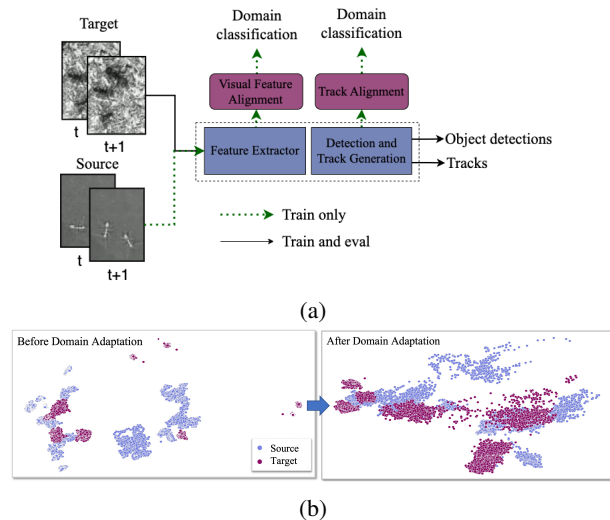 Target
Domain
classification
Domain
classification
Visual Feature
Alignment
Track Alignment
t
t+1
Feature Extractor
Detection and
Track Generation
Object detections
Tracks
Source
t
t+1
Train only
Train and eval
(a)
Before Domain Adaptation
After Domain Adaptation
Source
Target
(b)